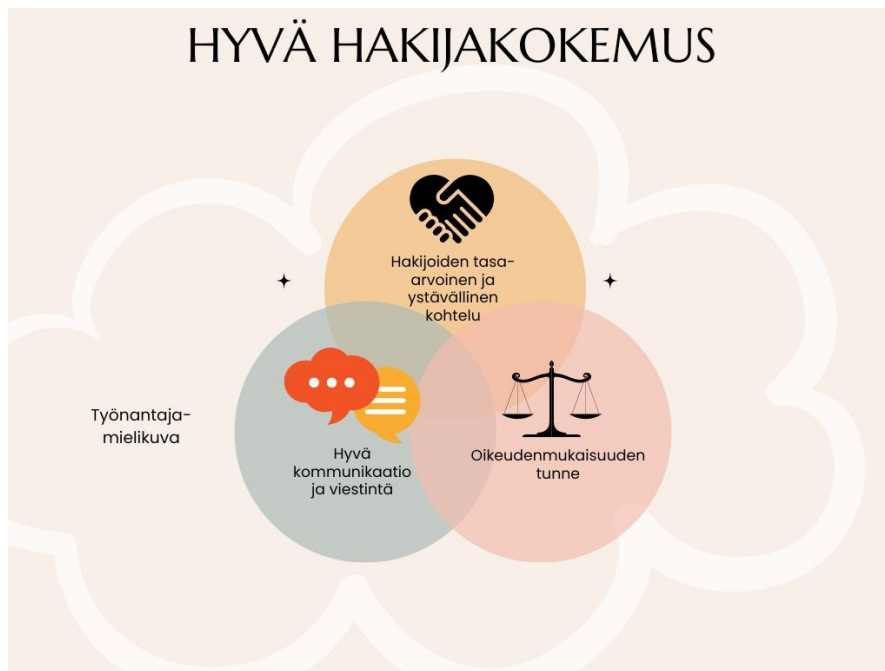 HYVÄ HAKIJAKOKEMUS
Hakijoiden tasa-
arvoinen ja
ystävällinen
kohtelu
Työnantaja-
mielikuva
Hyvä
kommunikaatio
ja viestintä
Oikeudenmukaisuuden
tunne